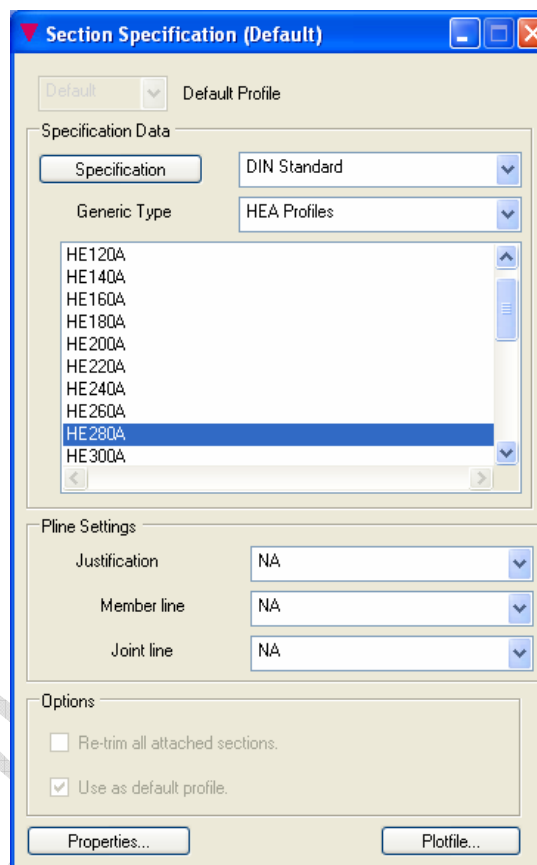 Section Specification (Default)
Default Default Profile
Specification Data
Specification DIN Standard
Generic Type HEA Profiles
HE120A
HE140A
HE160A
HE180A
HE200A
HE220A
HE240A
HE260A
HE280A
HE300A
Pline Settings
Justification NA
Member line NA
Joint line NA
Options
Re-trim all attached sections.
Use as default profile.
Properties... Plotfile...